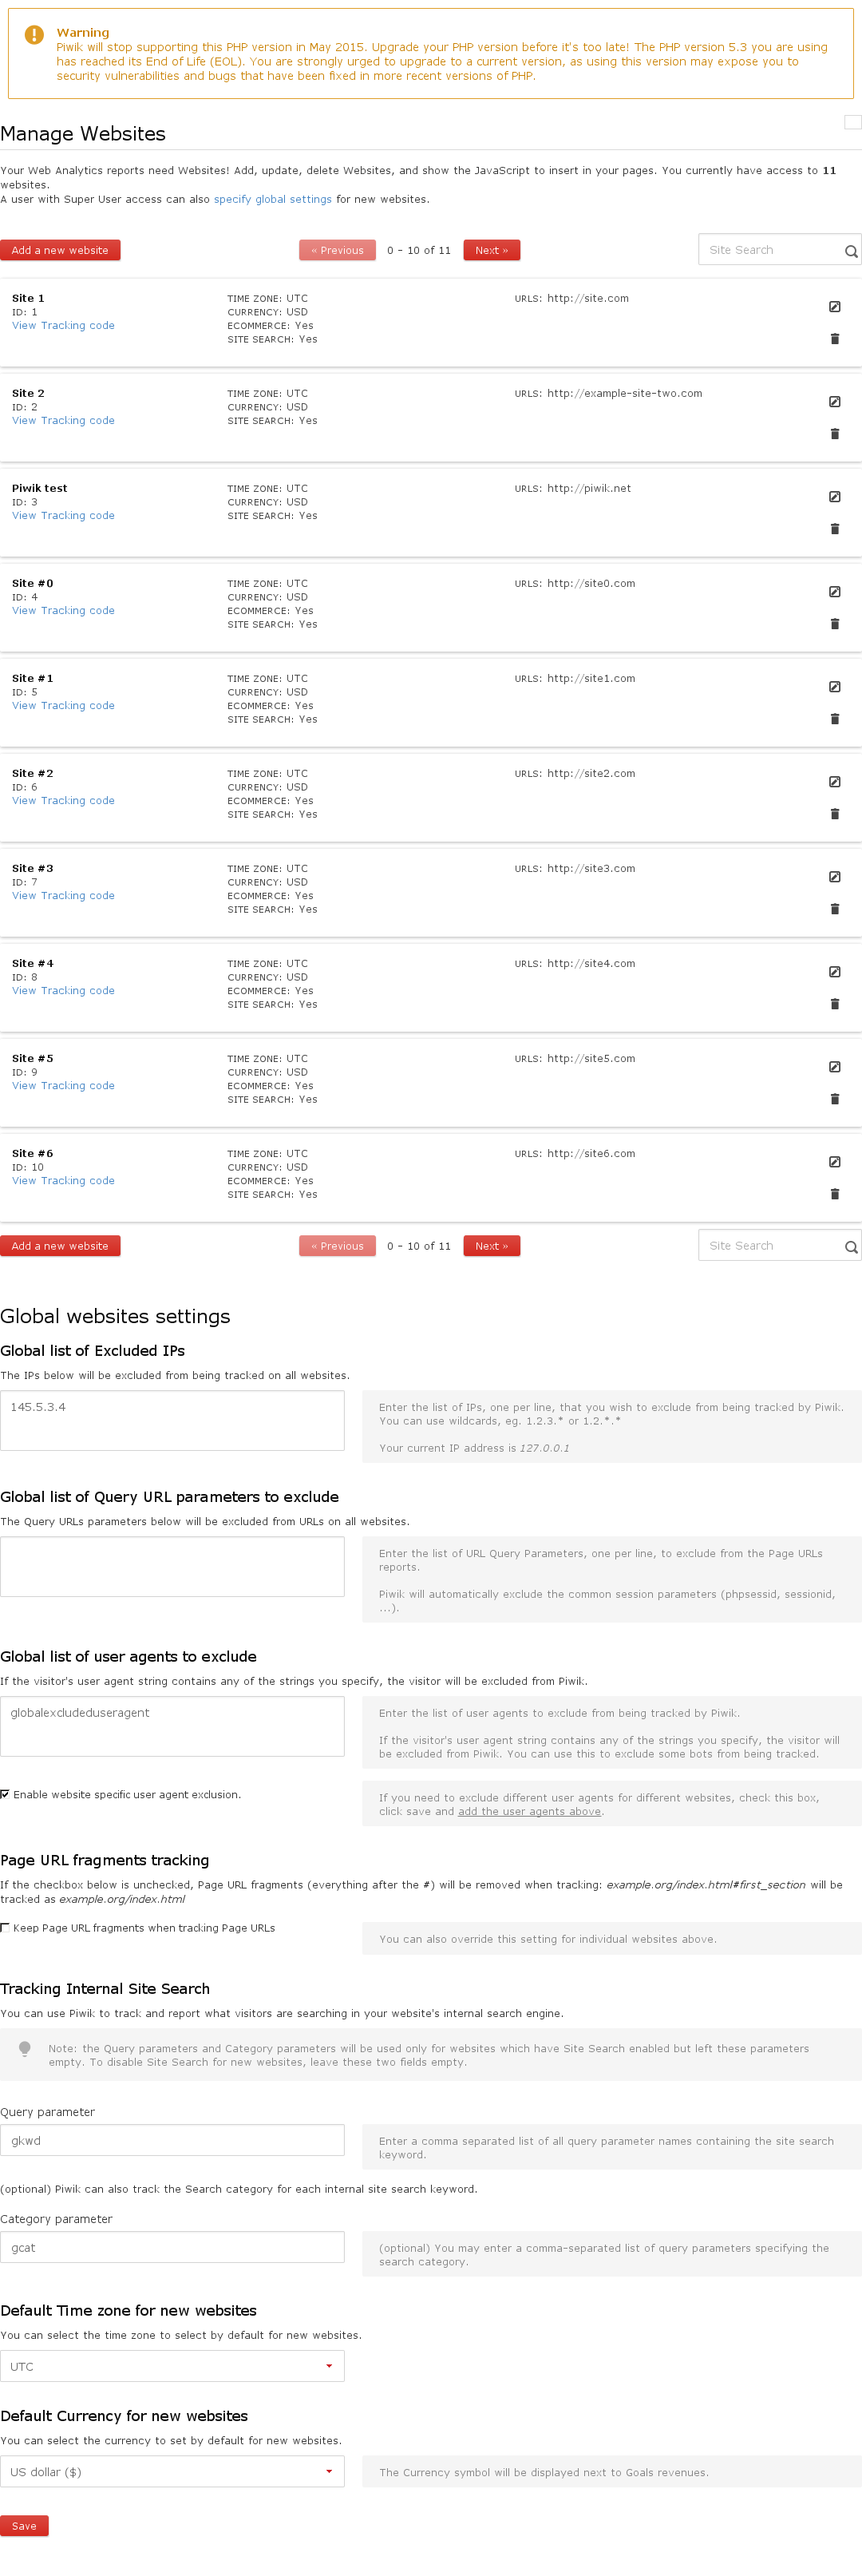 Warning
Piwik will stop supporting this PHP version in May 2015. Upgrade your PHP version before it's too late! The PHP version 5.3 you are using
has reached its End of Life (EOL). You are strongly urged to upgrade to a current version, as using this version may expose you to
security vulnerabilities and bugs that have been fixed in more recent versions of PHP.
Manage Websites
Your Web Analytics reports need Websites! Add, update, delete Websites, and show the JavaScript to insert in your pages. You currently have access to 11
websites.
A user with Super User access can also specify global settings for new websites.
Add a new website « Previous 0 - 10 of 11 Next » Site Search
Site 1 TIME ZONE: UTC URLS: http://site.com
ID: 1 CURRENCY: USD
View Tracking code ECOMMERCE: Yes
SITE SEARCH: Yes
Site 2 TIME ZONE: UTC URLS: http://example-site-two.com
ID: 2 CURRENCY: USD
View Tracking code SITE SEARCH: Yes
Piwik test TIME ZONE: UTC URLS: http://piwik.net
ID: 3 CURRENCY: USD
View Tracking code SITE SEARCH: Yes
Site #0 TIME ZONE: UTC URLS: http://site0.com
ID: 4 CURRENCY: USD
View Tracking code ECOMMERCE: Yes
SITE SEARCH: Yes
Site #1 TIME ZONE: UTC URLS: http://site1.com
ID: 5 CURRENCY: USD
View Tracking code ECOMMERCE: Yes
SITE SEARCH: Yes
Site #2 TIME ZONE: UTC URLS: http://site2.com
ID: 6 CURRENCY: USD
View Tracking code ECOMMERCE: Yes
SITE SEARCH: Yes
Site #3 TIME ZONE: UTC URLS: http://site3.com
ID: 7 CURRENCY: USD
View Tracking code ECOMMERCE: Yes
SITE SEARCH: Yes
Site #4 TIME ZONE: UTC URLS: http://site4.com
ID: 8 CURRENCY: USD
View Tracking code ECOMMERCE: Yes
SITE SEARCH: Yes
Site #5 TIME ZONE: UTC URLS: http://site5.com
ID: 9 CURRENCY: USD
View Tracking code ECOMMERCE: Yes
SITE SEARCH: Yes
Site #6 TIME ZONE: UTC URLS: http://site6.com
ID: 10 CURRENCY: USD
View Tracking code ECOMMERCE: Yes
SITE SEARCH: Yes
Add a new website « Previous 0 - 10 of 11 Next » Site Search
Global websites settings
Global list of Excluded IPs
The IPs below will be excluded from being tracked on all websites.
145.5.3.4
Enter the list of IPs, one per line, that you wish to exclude from being tracked by Piwik.
You can use wildcards, eg. 1.2.3.* or 1.2.*.*
Your current IP address is 127.0.0.1
Global list of Query URL parameters to exclude
The Query URLs parameters below will be excluded from URLs on all websites.
Enter the list of URL Query Parameters, one per line, to exclude from the Page URLs
reports.
Piwik will automatically exclude the common session parameters (phpsessid, sessionid,
...).
Global list of user agents to exclude
If the visitor's user agent string contains any of the strings you specify, the visitor will be excluded from Piwik.
globalexcludeduseragent
Enter the list of user agents to exclude from being tracked by Piwik.
If the visitor's user agent string contains any of the strings you specify, the visitor will
be excluded from Piwik. You can use this to exclude some bots from being tracked.
Enable website specific user agent exclusion.
If you need to exclude different user agents for different websites, check this box,
click save and add the user agents above.
Page URL fragments tracking
If the checkbox below is unchecked, Page URL fragments (everything after the #) will be removed when tracking: example.org/index.html#first_section will be
tracked as example.org/index.html
Keep Page URL fragments when tracking Page URLs
You can also override this setting for individual websites above.
Tracking Internal Site Search
You can use Piwik to track and report what visitors are searching in your website's internal search engine.
Note: the Query parameters and Category parameters will be used only for websites which have Site Search enabled but left these parameters
empty. To disable Site Search for new websites, leave these two fields empty.
Query parameter
gkwd
Enter a comma separated list of all query parameter names containing the site search
keyword.
(optional) Piwik can also track the Search category for each internal site search keyword.
Category parameter
gcat
(optional) You may enter a comma-separated list of query parameters specifying the
search category.
Default Time zone for new websites
You can select the time zone to select by default for new websites.
UTC
Default Currency for new websites
You can select the currency to set by default for new websites.
US dollar ($)
The Currency symbol will be displayed next to Goals revenues.
Save